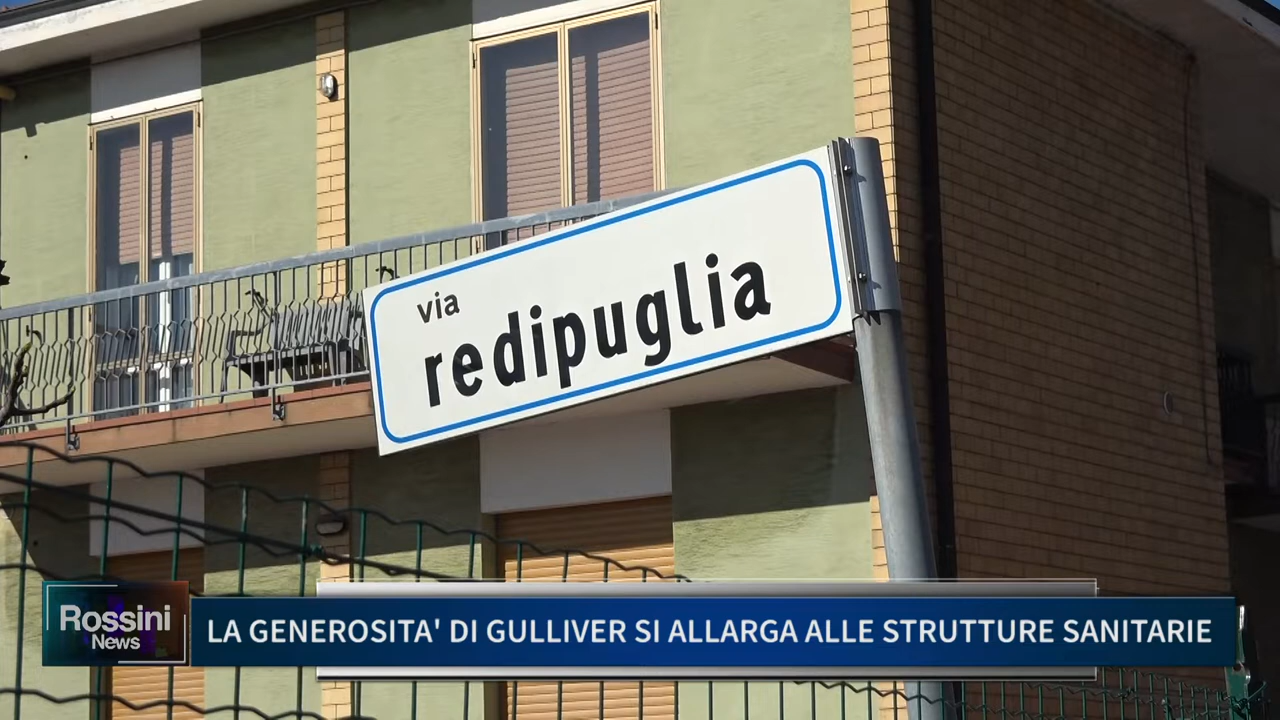 via
redipuglia
Rossini
News
LA GENEROSITA' DI GULLIVER SI ALLARGA ALLE STRUTTURE SANITARIE